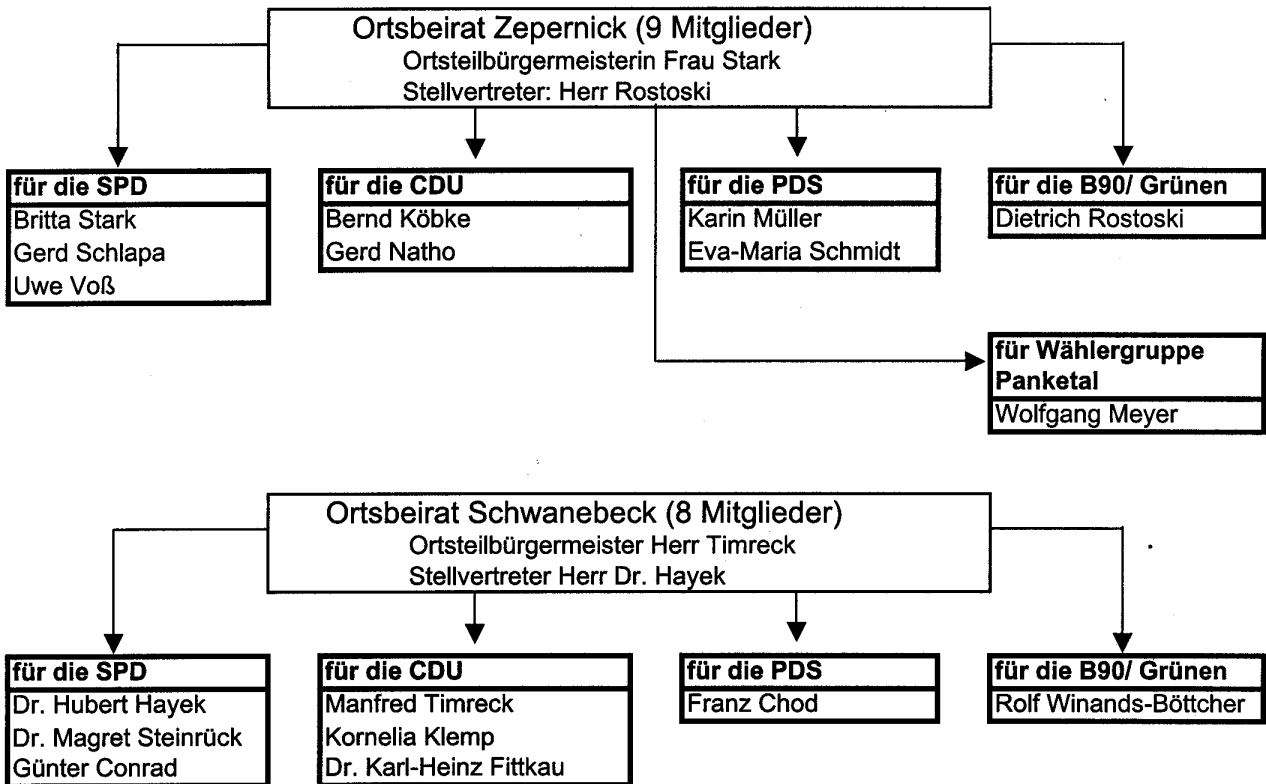 Ortsbeirat Zepernick (9 Mitglieder)
Ortsteilbürgermeisterin Frau Stark
Stellvertreter: Herr Rostoski
für die SPD
Britta Stark
Gerd Schlapa
Uwe Voß
für die CDU
Bernd Köbke
Gerd Natho
für die PDS
Karin Müller
Eva-Maria Schmidt
für die B90/ Grünen
Dietrich Rostoski
für Wählergruppe
Panketal
Wolfgang Meyer
Ortsbeirat Schwanebeck (8 Mitglieder)
Ortsteilbürgermeister Herr Timreck
Stellvertreter Herr Dr. Hayek
für die SPD
Dr. Hubert Hayek
Dr. Magret Steinrück
Günter Conrad
für die CDU
Manfred Timreck
Kornelia Klemp
Dr. Karl-Heinz Fittkau
für die PDS
Franz Chod
für die B90/ Grünen
Rolf Winands-Böttcher